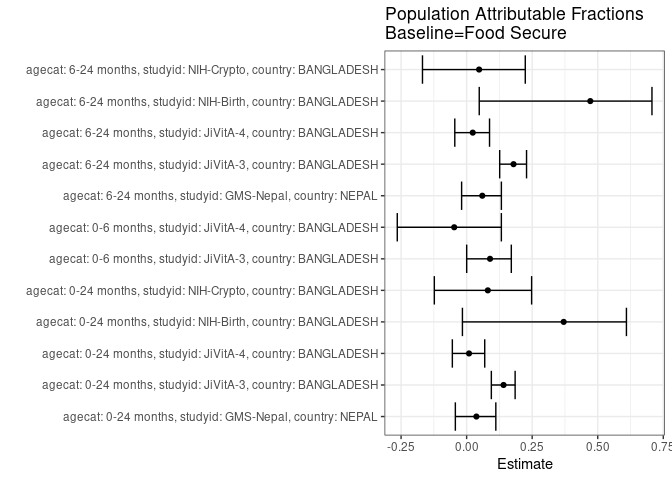 Population Attributable Fractions
Baseline=Food Secure
agecat: 6-24 months, studyid: NIH-Crypto, country: BANGLADESH
agecat: 6-24 months, studyid: NIH-Birth, country: BANGLADESH
agecat: 6-24 months, studyid: JiVitA-4, country: BANGLADESH
agecat: 6-24 months, studyid: JiVitA-3, country: BANGLADESH
agecat: 6-24 months, studyid: GMS-Nepal, country: NEPAL
agecat: 0-6 months, studyid: JiVitA-4, country: BANGLADESH
agecat: 0-6 months, studyid: JiVitA-3, country: BANGLADESH
agecat: 0-24 months, studyid: NIH-Crypto, country: BANGLADESH
agecat: 0-24 months, studyid: NIH-Birth, country: BANGLADESH
agecat: 0-24 months, studyid: JiVitA-4, country: BANGLADESH
agecat: 0-24 months, studyid: JiVitA-3, country: BANGLADESH
agecat: 0-24 months, studyid: GMS-Nepal, country: NEPAL
-0.25 0.00 0.25 0.50 0.75
Estimate